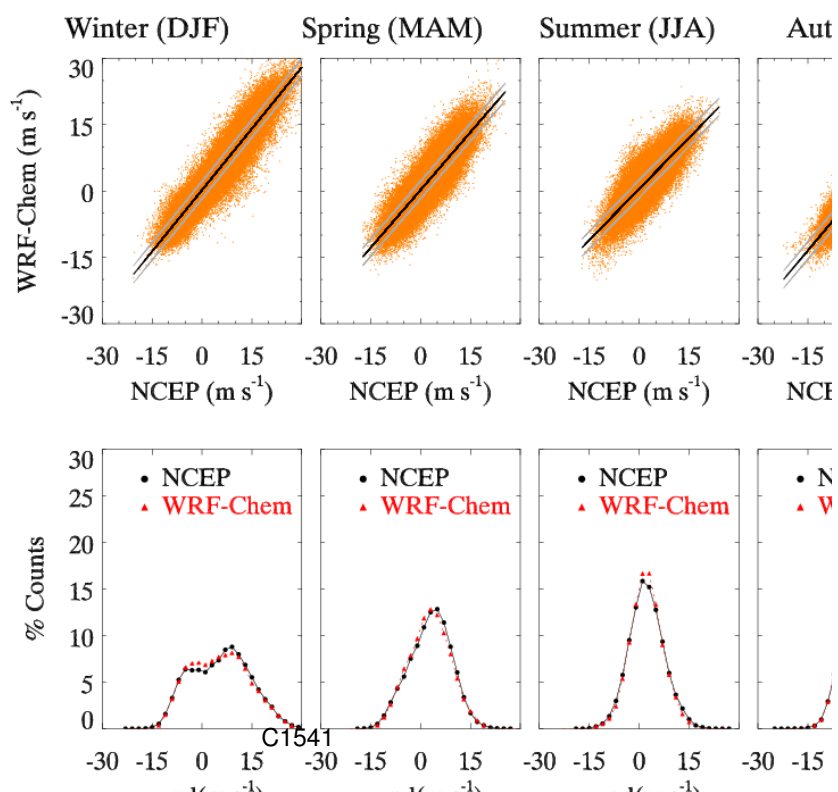 Winter (DJF) Spring (MAM) Summer (JJA)
30
15
0
-15
-30
WRF-Chem (m s⁻¹)
-30 -15 0 15 -30 -15 0 15 -30 -15 0 15 -30 -15
NCEP (m s⁻¹) NCEP (m s⁻¹) NCEP (m s⁻¹)
30
25
20
15
10
5
0
% Counts
NCEP NCEP NCEP
WRF-Chem WRF-Chem WRF-Chem
C1541
-30 -15 0 15 -30 -15 0 15 -30 -15 0 15 -30 -15